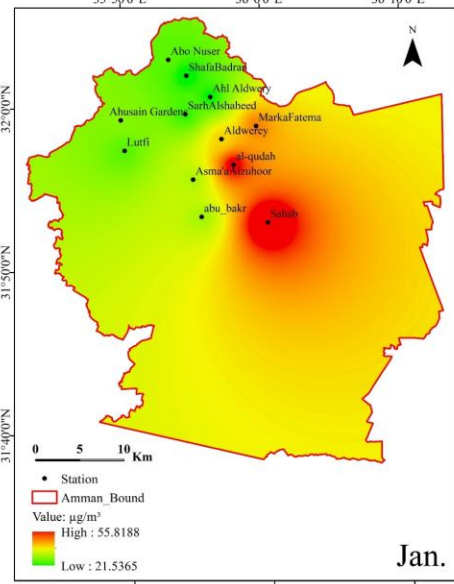 36°0'0"
N
Abo Nuser
ShafaBadran
Ahl Aldwery
32°0'0"N
Ahusain Gardens
SarhAlshaheed
MarkaFatema
Aldwerey
Lutfi
al-qudah
Asma'aAlzuhoor
abu_bakr
Sahab
31°50'0"N
31°40'0"N
0 5 10
Km
Station
Amman_Bound
Value: µg/m³
High : 55.8188
Low : 21.5365
Jan.